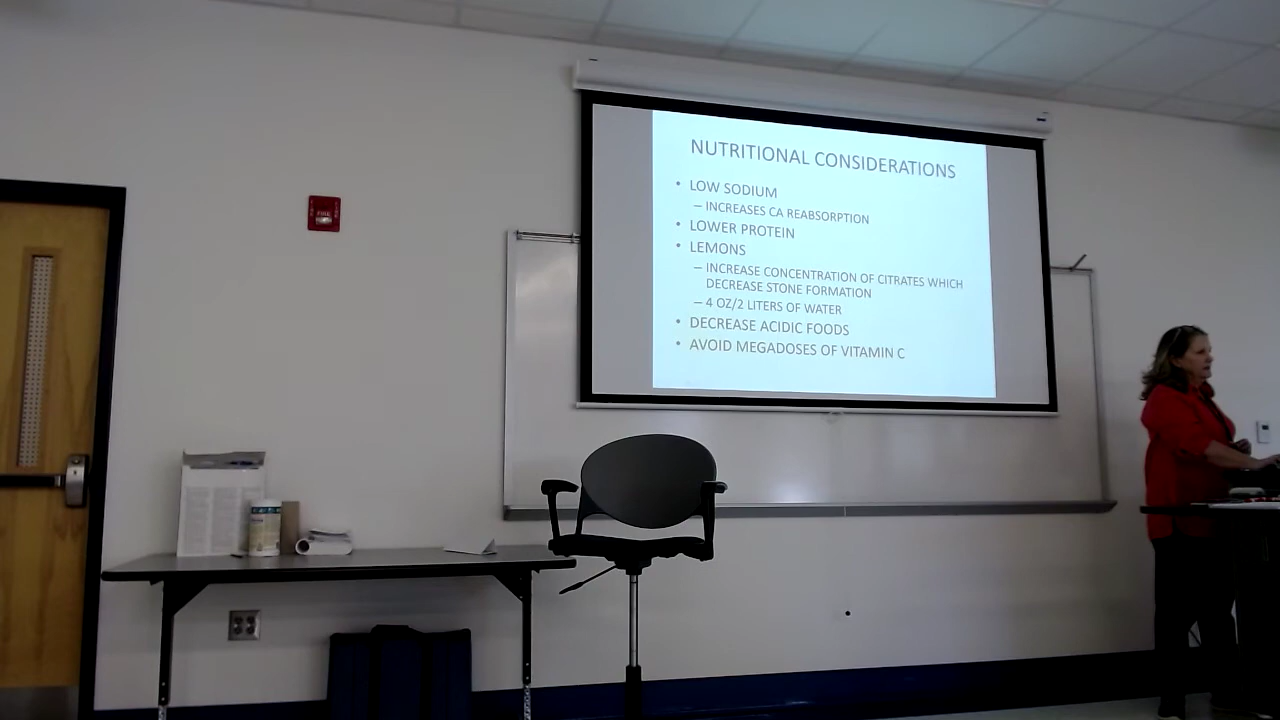 NUTRITIONAL CONSIDERATIONS
• LOW SODIUM
– INCREASES CA REABSORPTION
• LOWER PROTEIN
• LEMONS
– INCREASE CONCENTRATION OF CITRATES WHICH
DECREASE STONE FORMATION
– 4 OZ/2 LITERS OF WATER
• DECREASE ACIDIC FOODS
• AVOID MEGADOSES OF VITAMIN C
FIRE